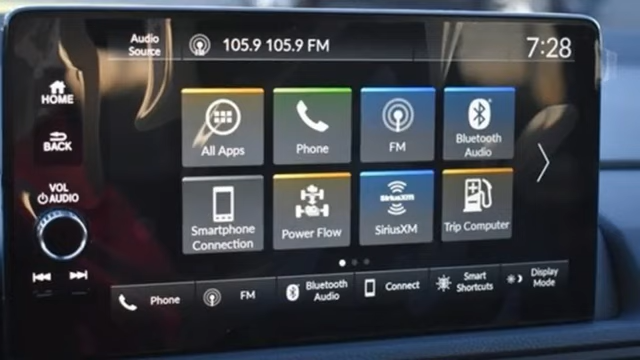 Audio
Source
105.9 105.9 FM
7:28
HOME
BACK
VOL
AUDIO
All Apps
Phone
FM
Bluetooth
Audio
Smartphone
Connection
Power Flow
SiriusXM
SiriusXM
Trip Computer
Phone
FM
Bluetooth
Audio
Connect
Smart
Shortcuts
Display
Mode